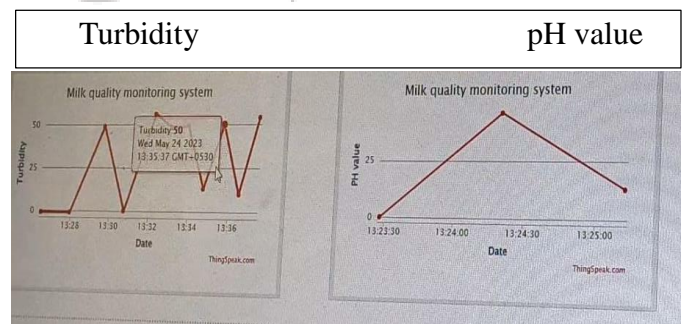 Turbidity pH value
Milk quality monitoring system
50
25
0
Turbidity
Turbidity 50
Wed May 24 2023
13:35:37 GMT+0530
13:28 13:30 13:32 13:34 13:36
Date
ThingSpeak.com
Milk quality monitoring system
25
0
PH value
13:23:30 13:24:00 13:24:30 13:25:00
Date
ThingSpeak.com